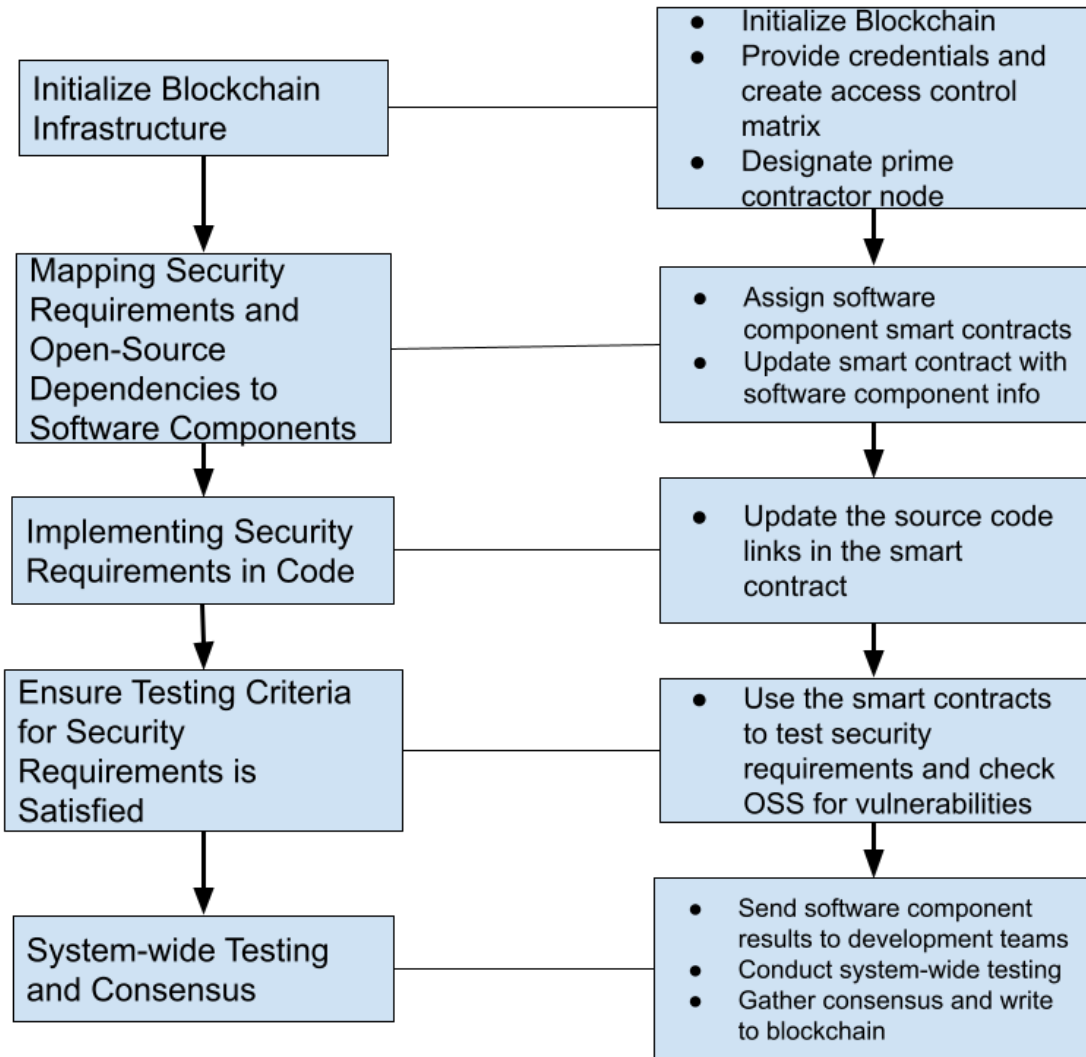 Initialize Blockchain
Infrastructure
● Initialize Blockchain
● Provide credentials and
create access control
matrix
● Designate prime
contractor node
Mapping Security
Requirements and
Open-Source
Dependencies to
Software Components
● Assign software
component smart contracts
● Update smart contract with
software component info
Implementing Security
Requirements in Code
● Update the source code
links in the smart
contract
Ensure Testing Criteria
for Security
Requirements is
Satisfied
● Use the smart contracts
to test security
requirements and check
OSS for vulnerabilities
System-wide Testing
and Consensus
● Send software component
results to development teams
● Conduct system-wide testing
● Gather consensus and write
to blockchain